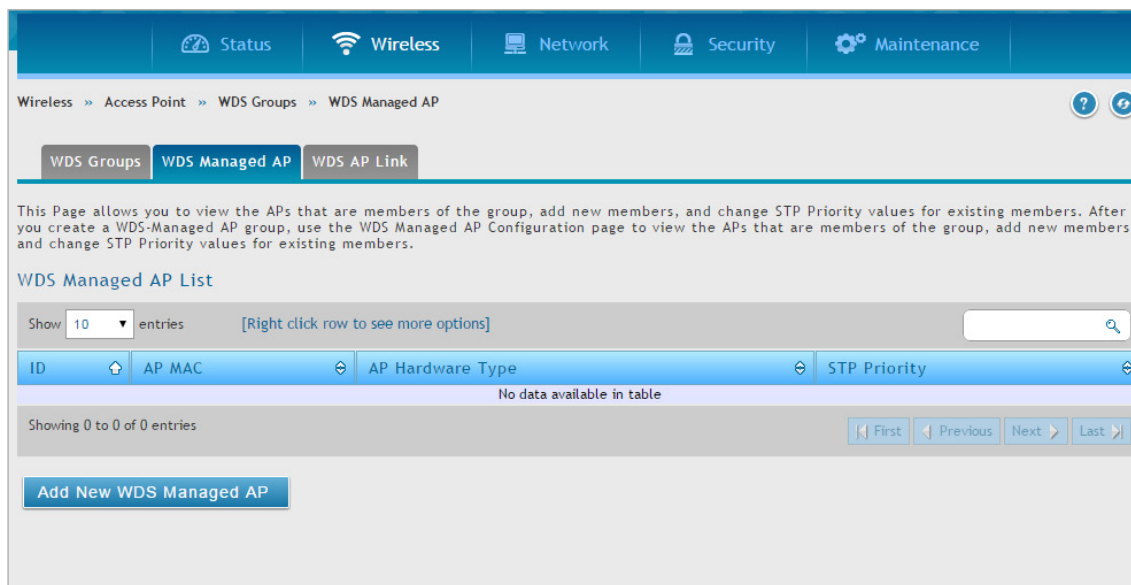 Status Wireless Network Security Maintenance
Wireless » Access Point » WDS Groups » WDS Managed AP ?
WDS Groups WDS Managed AP WDS AP Link
This Page allows you to view the APs that are members of the group, add new members, and change STP Priority values for existing members. After
you create a WDS-Managed AP group, use the WDS Managed AP Configuration page to view the APs that are members of the group, add new members
and change STP Priority values for existing members.
WDS Managed AP List
Show 10 entries [Right click row to see more options]
ID AP MAC AP Hardware Type STP Priority
No data available in table
Showing 0 to 0 of 0 entries First Previous Next Last
Add New WDS Managed AP